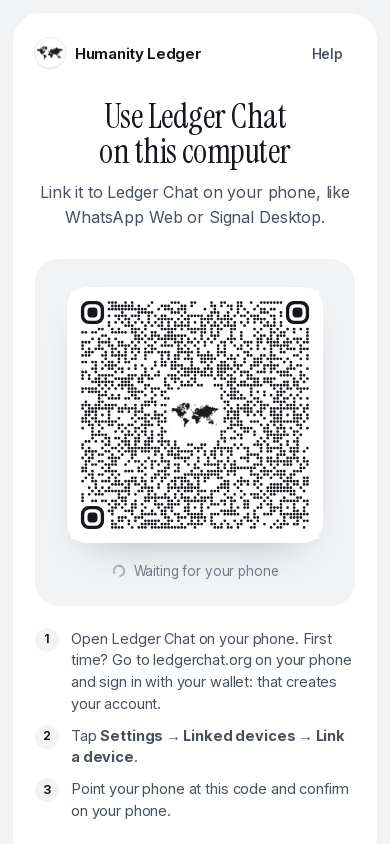 Humanity Ledger
Help
Use Ledger Chat
on this computer
Link it to Ledger Chat on your phone, like
WhatsApp Web or Signal Desktop.
Waiting for your phone
1
Open Ledger Chat on your phone. First
time? Go to ledgerchat.org on your phone
and sign in with your wallet: that creates
your account.
2
Tap Settings → Linked devices → Link
a device.
3
Point your phone at this code and confirm
on your phone.